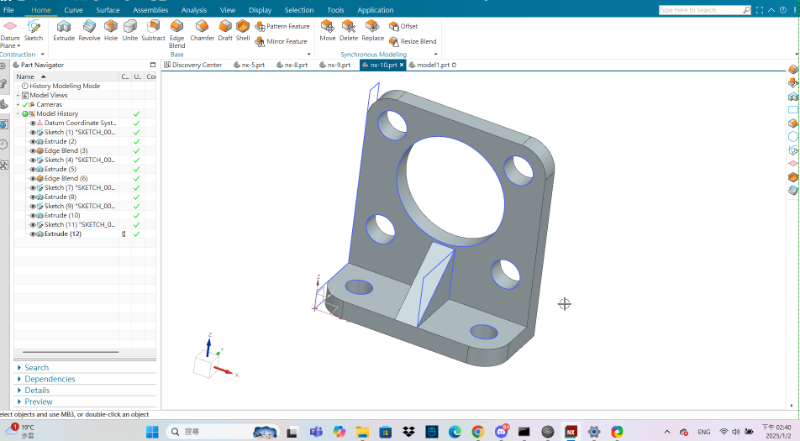 File Home Curve Surface Assemblies Analysis View Display Selection Tools Application
Type Here to Search
Datum Plane
Sketch
Extrude
Revolve
Hole
Unite
Subtract
Edge Blend
Chamfer
Draft
Shell
Pattern Feature
Mirror Feature
Move
Delete
Replace
Offset
Resize Blend
Construction
Base
Synchronous Modeling
Part Navigator
Discovery Center nx-5.prt nx-8.prt nx-9.prt nx-10.prt model1.prt
Name C.. U.. Co
History Modeling Mode
Model Views
Cameras
Model History
Datum Coordinate Syst...
Sketch (1) "SKETCH_00...
Extrude (2)
Edge Blend (3)
Sketch (4) "SKETCH_00...
Extrude (5)
Edge Blend (6)
Sketch (7) "SKETCH_00...
Extrude (8)
Sketch (9) "SKETCH_00...
Extrude (10)
Sketch (11) "SKETCH_00...
Extrude (12)
Search
Dependencies
Details
Preview
Z
Y
X
elect objects and use MB3, or double-click an object
19°C
搜尋
ENG
下午 02:40
2025/1/2